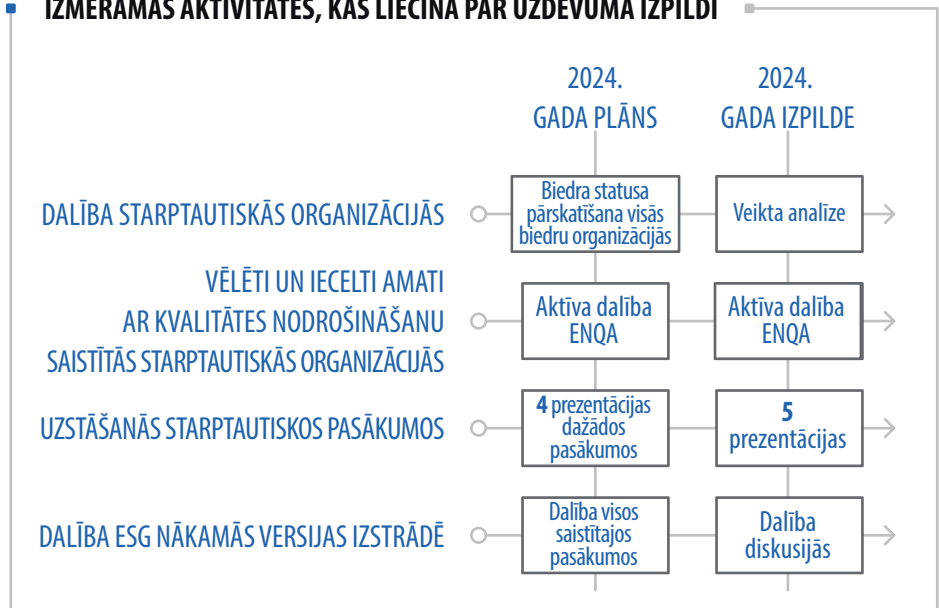 IZMĒRĀMAS AKTIVITĀTES, KAS LIECINA PAR UZDEVUMA IZPILDI
2024.
GADA PLĀNS
2024.
GADA IZPILDE
DALĪBA STARPTAUTISKĀS ORGANIZĀCIJĀS
Biedra statusa
pārskatīšana visās
biedru organizācijās
Veikta analīze
VĒLĒTI UN IECELTI AMATI
AR KVALITĀTES NODROŠINĀŠANU
SAISTĪTĀS STARPTAUTISKĀS ORGANIZĀCIJĀS
Aktīva dalība
ENQA
Aktīva dalība
ENQA
UZSTĀŠANĀS STARPTAUTISKOS PASĀKUMOS
4 prezentācijas
dažādos
pasākumos
5
prezentācijas
DALĪBA ESG NĀKAMĀS VERSIJAS IZSTRĀDĒ
Dalība visos
saistītajos
pasākumos
Dalība
diskusijās